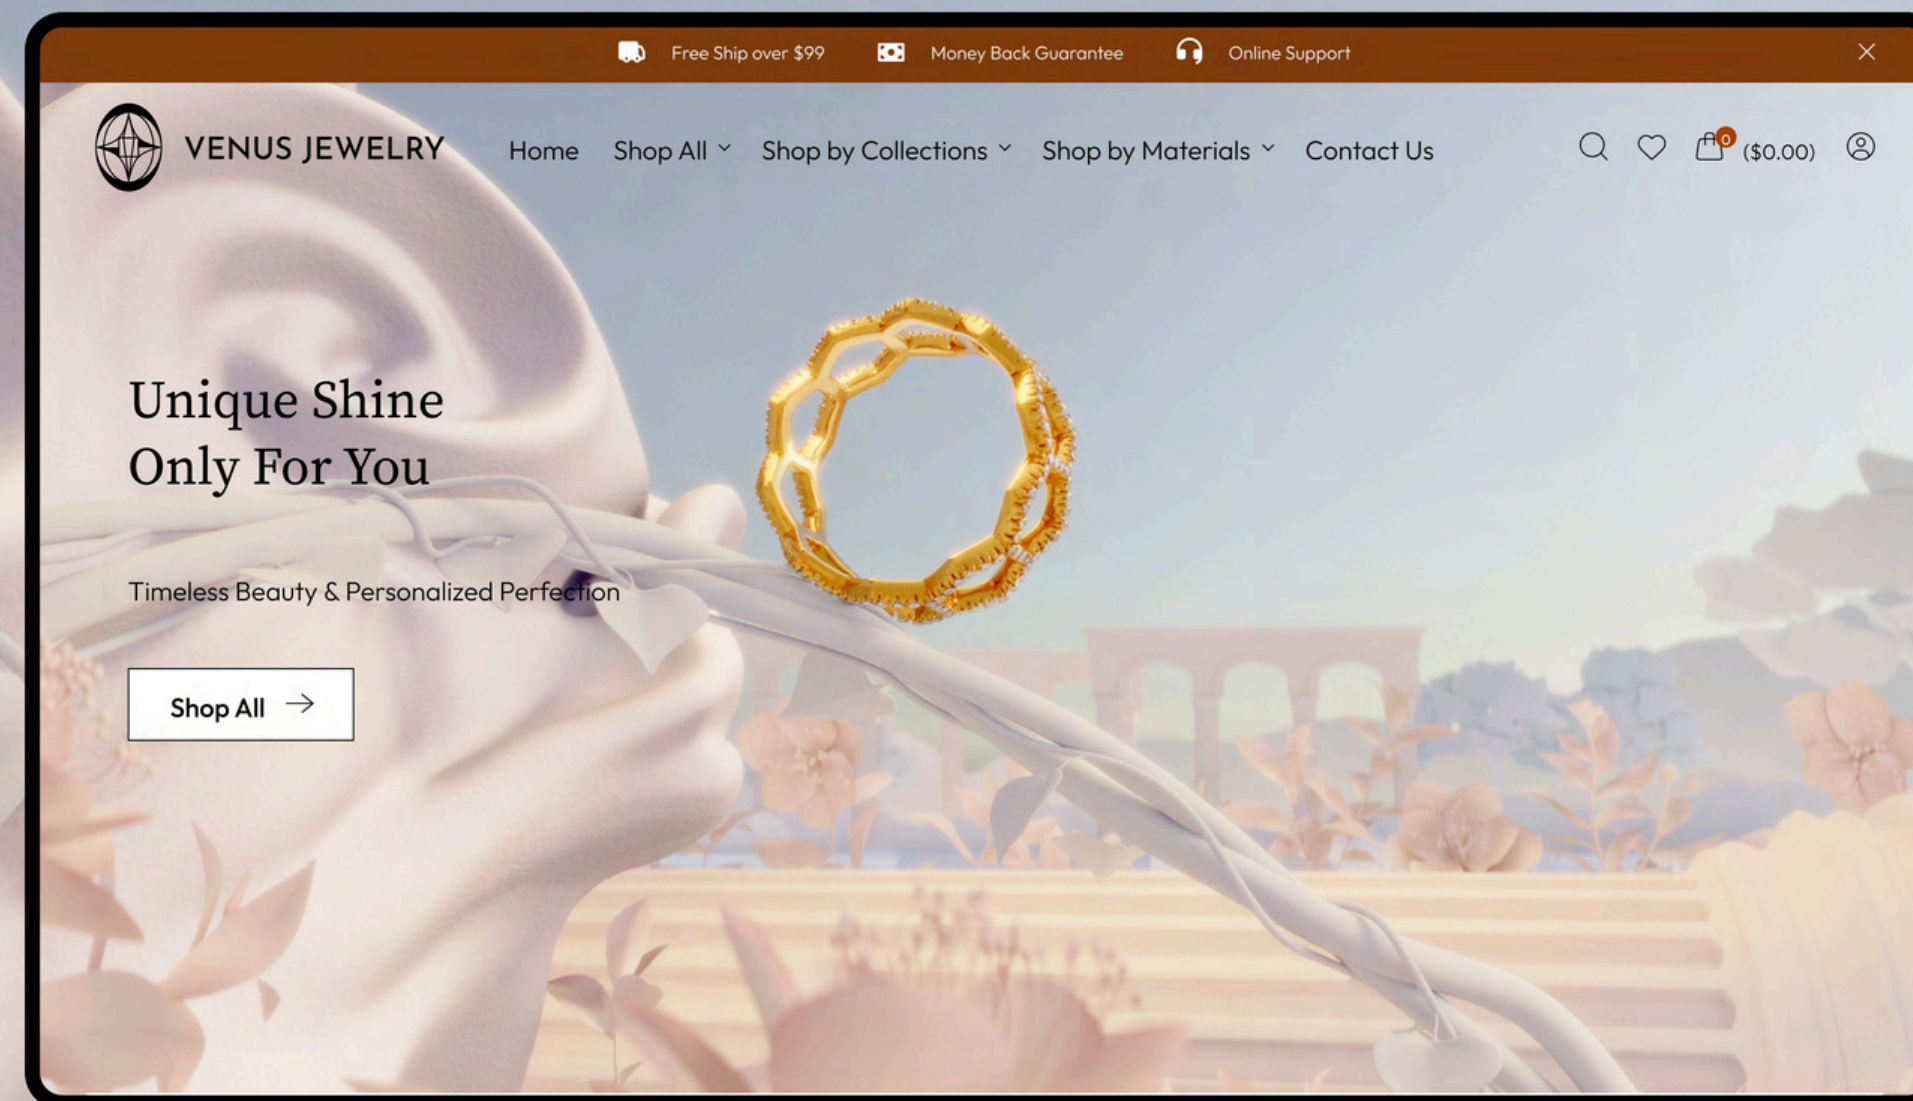 Free Ship over $99 Money Back Guarantee Online Support
VENUS JEWELRY Home Shop All Shop by Collections Shop by Materials Contact Us 0 ($0.00)
Unique Shine
Only For You
Timeless Beauty & Personalized Perfection
Shop All